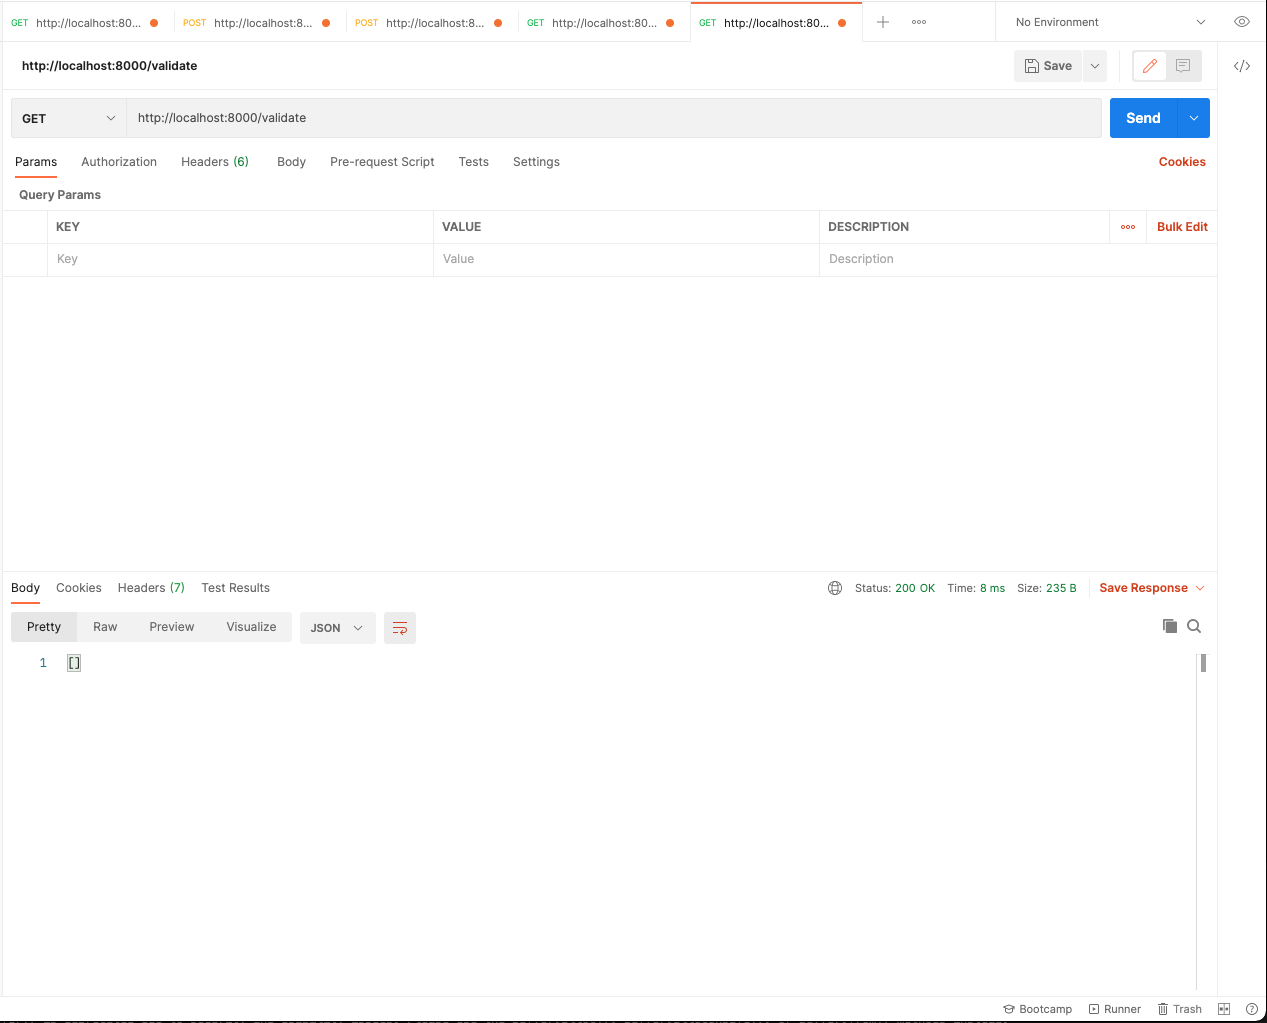 GET http://localhost:80... POST http://localhost:8... POST http://localhost:8... GET http://localhost:80... GET http://localhost:80... No Environment
http://localhost:8000/validate Save
GET http://localhost:8000/validate Send
Params Authorization Headers (6) Body Pre-request Script Tests Settings Cookies
Query Params
KEY VALUE DESCRIPTION Bulk Edit
Key Value Description
Body Cookies Headers (7) Test Results Status: 200 OK Time: 8 ms Size: 235 B Save Response
Pretty Raw Preview Visualize JSON
1 []
Bootcamp Runner Trash